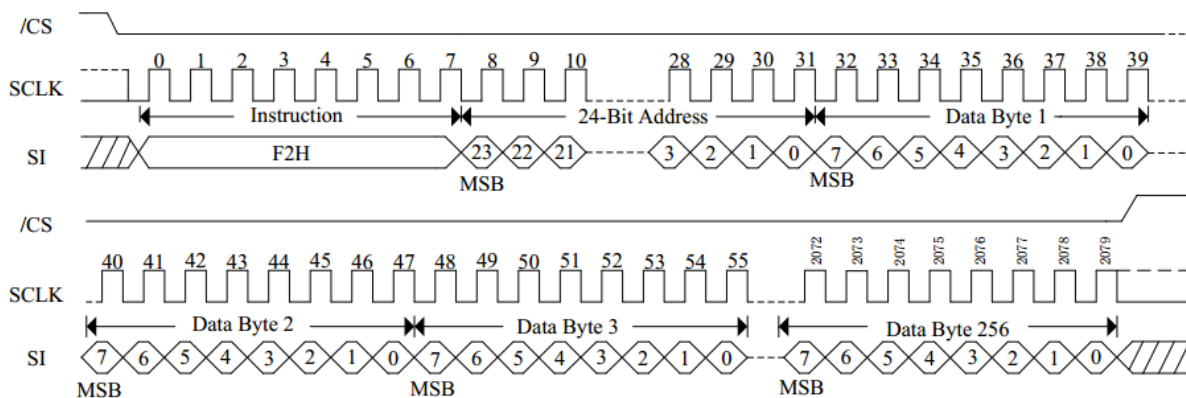 /CS
0 1 2 3 4 5 6 7 8 9 10 28 29 30 31 32 33 34 35 36 37 38 39
SCLK
Instruction 24-Bit Address Data Byte 1
SI F2H 23 22 21 3 2 1 0 7 6 5 4 3 2 1 0
MSB MSB
/CS
40 41 42 43 44 45 46 47 48 49 50 51 52 53 54 55 2072 2073 2074 2075 2076 2077 2078 2079
SCLK
Data Byte 2 Data Byte 3 Data Byte 256
SI 7 6 5 4 3 2 1 0 7 6 5 4 3 2 1 0 7 6 5 4 3 2 1 0
MSB MSB MSB